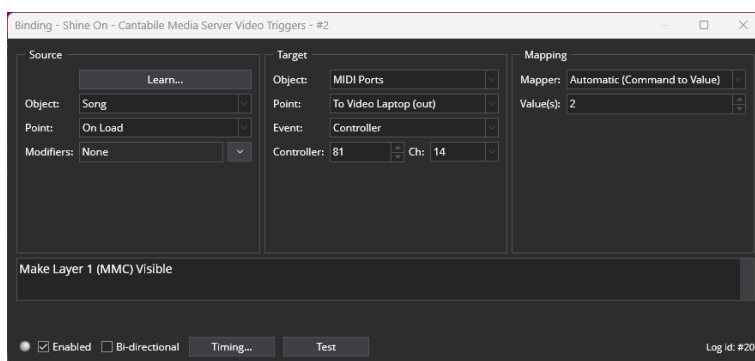 Binding - Shine On - Cantabile Media Server Video Triggers - #2
Source
Learn...
Object: Song
Point: On Load
Modifiers: None
Target
Object: MIDI Ports
Point: To Video Laptop (out)
Event: Controller
Controller: 81 Ch: 14
Mapping
Mapper: Automatic (Command to Value)
Value(s): 2
Make Layer 1 (MMC) Visible
Enabled Bi-directional Timing... Test Log id: #20